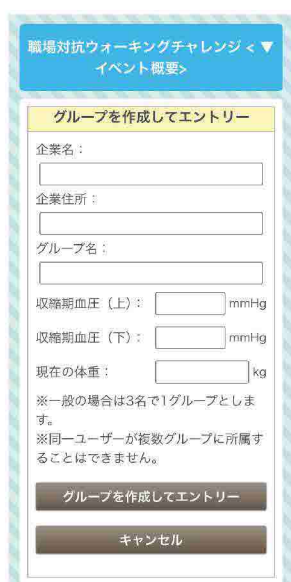 職場対抗ウォーキングチャレンジ < ▼
イベント概要>
グループを作成してエントリー
企業名：
企業住所：
グループ名：
収縮期血圧（上）： mmHg
収縮期血圧（下）： mmHg
現在の体重： kg
※一般の場合は3名で1グループとしま
す。
※同一ユーザーが複数グループに所属す
ることはできません。
グループを作成してエントリー
キャンセル